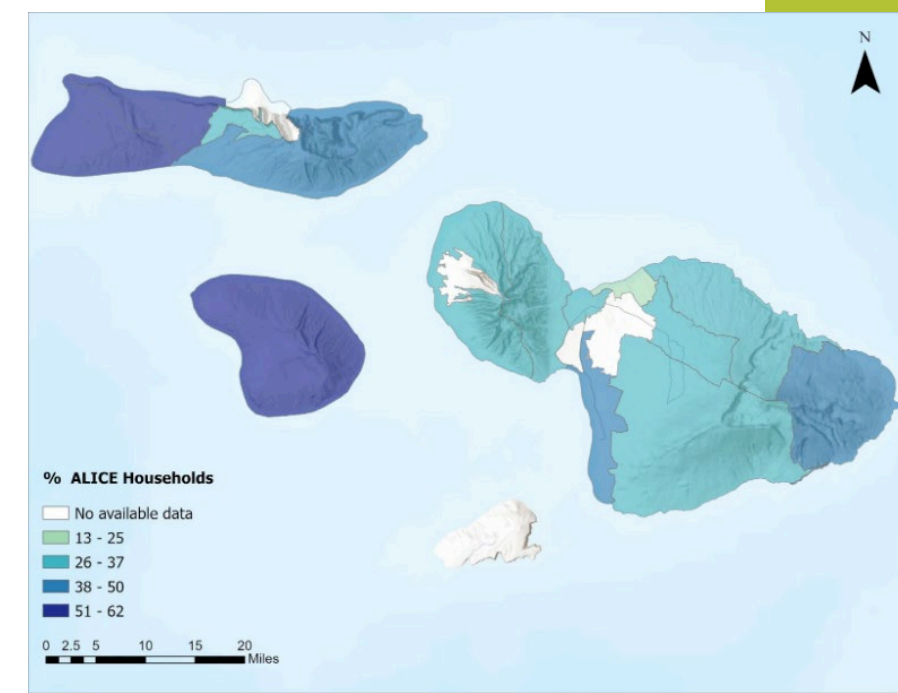 N
% ALICE Households
No available data
13 - 25
26 - 37
38 - 50
51 - 62
0 2.5 5 10 15 20
Miles